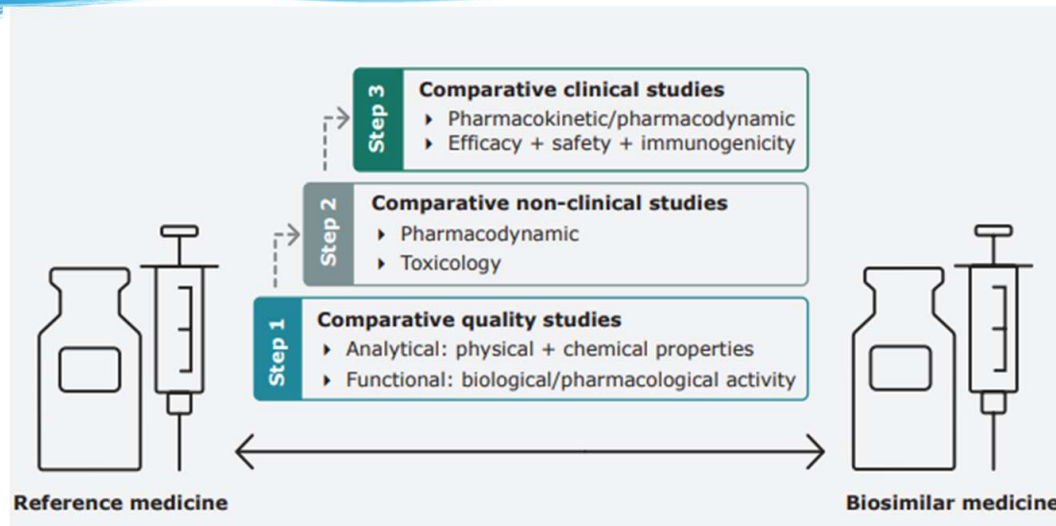 Step 3
Comparative clinical studies
Pharmacokinetic/pharmacodynamic
Efficacy + safety + immunogenicity
Step 2
Comparative non-clinical studies
Pharmacodynamic
Toxicology
Step 1
Comparative quality studies
Analytical: physical + chemical properties
Functional: biological/pharmacological activity
Reference medicine
Biosimilar medicine